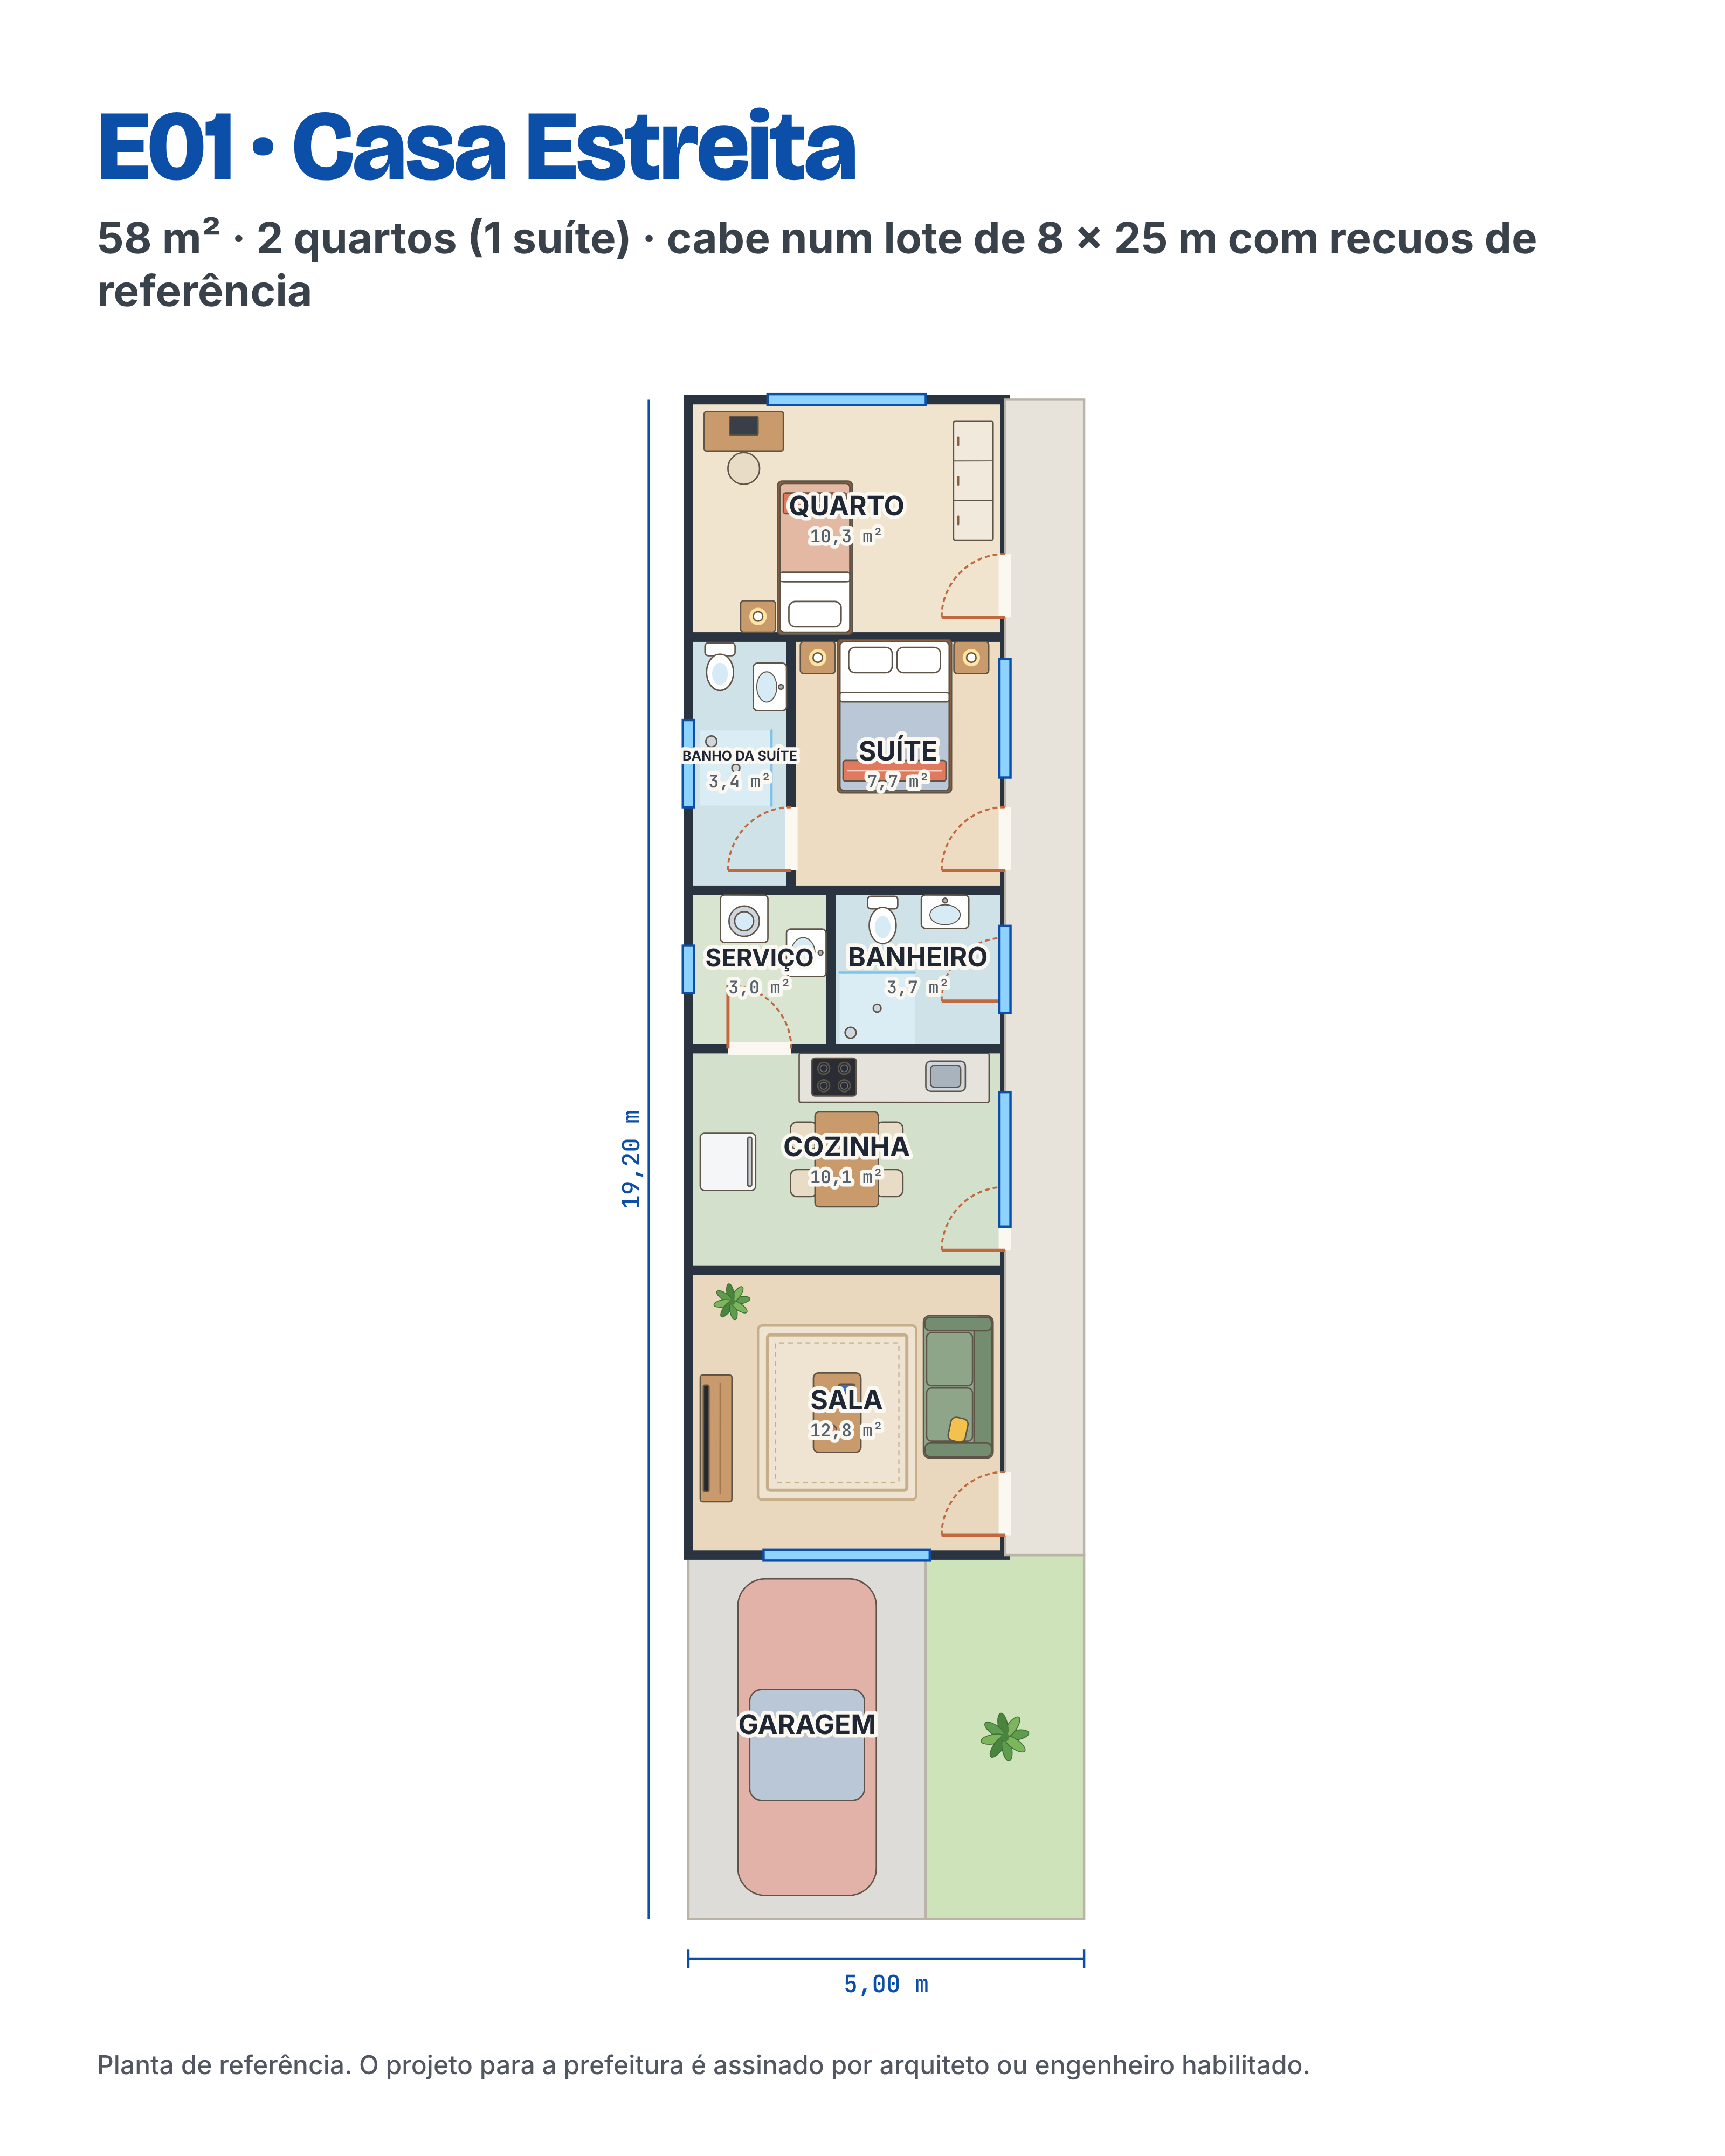 E01 · Casa Estreita
58 m² · 2 quartos (1 suíte) · cabe num lote de 8 × 25 m com recuos de
referência
QUARTO
10,3 m²
BANHO DA SUÍTE
3,4 m²
SUÍTE
7,7 m²
SERVIÇO
3,0 m²
BANHEIRO
3,7 m²
COZINHA
10,1 m²
19,20 m
SALA
12,8 m²
GARAGEM
5,00 m
Planta de referência. O projeto para a prefeitura é assinado por arquiteto ou engenheiro habilitado.